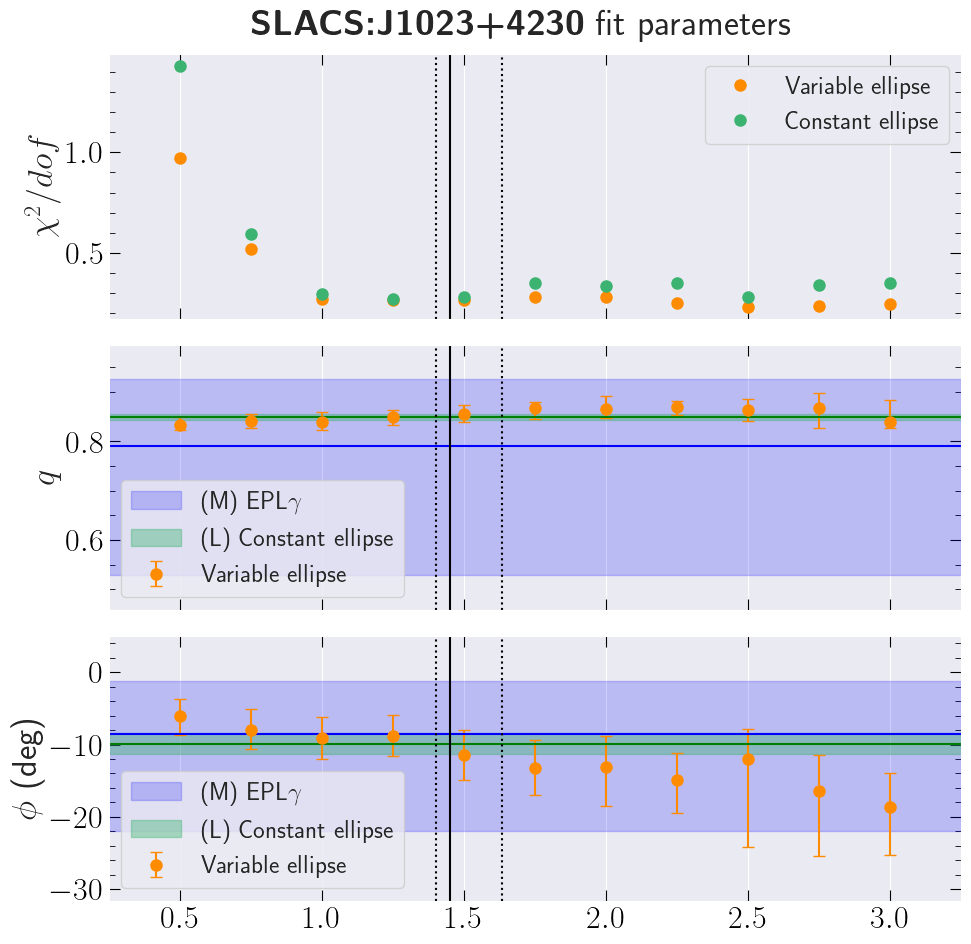 SLACS:J1023+4230 fit parameters
Variable ellipse
Constant ellipse
1.0
0.5
χ²/dof
0.8
0.6
q
(M) EPLγ
(L) Constant ellipse
Variable ellipse
0
−10
−20
−30
ϕ (deg)
(M) EPLγ
(L) Constant ellipse
Variable ellipse
0.5 1.0 1.5 2.0 2.5 3.0